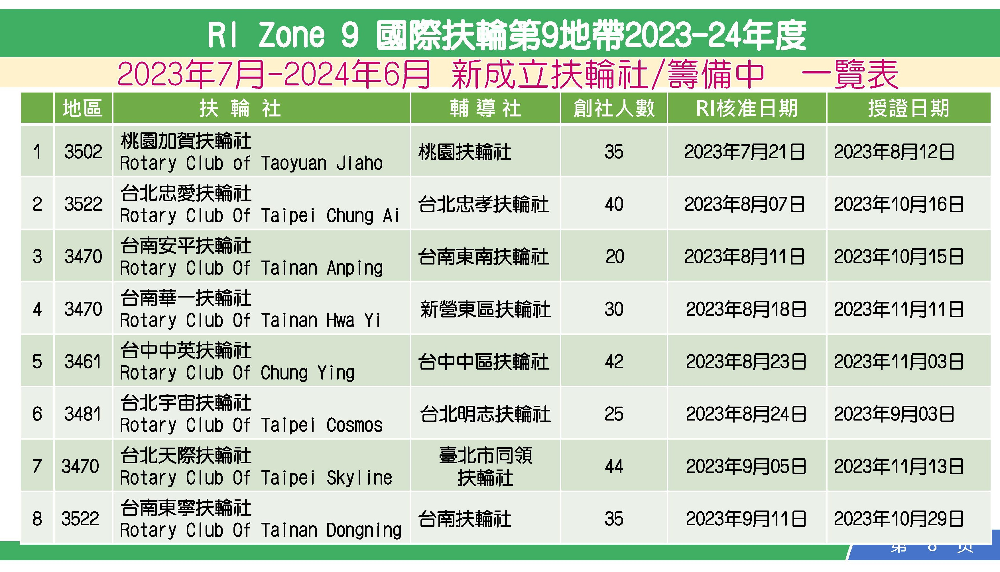 RI Zone 9 國際扶輪第9地帶2023-24年度
2023年7月-2024年6月 新成立扶輪社/籌備中 一覽表
地區 扶 輪 社 輔 導 社 創社人數 RI核准日期 授證日期
1 3502 桃園加賀扶輪社 Rotary Club of Taoyuan Jiaho 桃園扶輪社 35 2023年7月21日 2023年8月12日
2 3522 台北忠愛扶輪社 Rotary Club Of Taipei Chung Ai 台北忠孝扶輪社 40 2023年8月07日 2023年10月16日
3 3470 台南安平扶輪社 Rotary Club Of Tainan Anping 台南東南扶輪社 20 2023年8月11日 2023年10月15日
4 3470 台南華一扶輪社 Rotary Club Of Tainan Hwa Yi 新營東區扶輪社 30 2023年8月18日 2023年11月11日
5 3461 台中中英扶輪社 Rotary Club Of Chung Ying 台中中區扶輪社 42 2023年8月23日 2023年11月03日
6 3481 台北宇宙扶輪社 Rotary Club Of Taipei Cosmos 台北明志扶輪社 25 2023年8月24日 2023年9月03日
7 3470 台北天際扶輪社 Rotary Club Of Taipei Skyline 臺北市同領扶輪社 44 2023年9月05日 2023年11月13日
8 3522 台南東寧扶輪社 Rotary Club Of Tainan Dongning 台南扶輪社 35 2023年9月11日 2023年10月29日
第 8 页